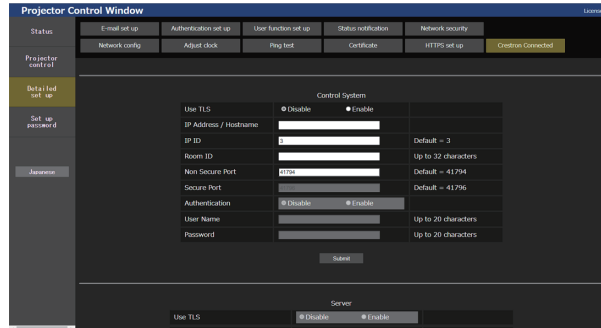 Projector Control Window
License
Status
E-mail set up
Authentication set up
User function set up
Status notification
Network security
Network config
Adjust clock
Ping test
Certificate
HTTPS set up
Crestron Connected
Projector
control
Detailed
set up
Set up
password
Japanese
Control System
Use TLS Disable Enable
IP Address / Hostname
IP ID 3 Default = 3
Room ID Up to 32 characters
Non Secure Port 41794 Default = 41794
Secure Port Default = 41796
Authentication Disable Enable
User Name Up to 20 characters
Password Up to 20 characters
Submit
Server
Use TLS Disable Enable